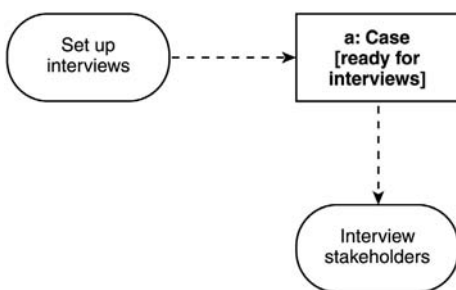 Set up
interviews
a: Case
[ready for
interviews]
Interview
stakeholders